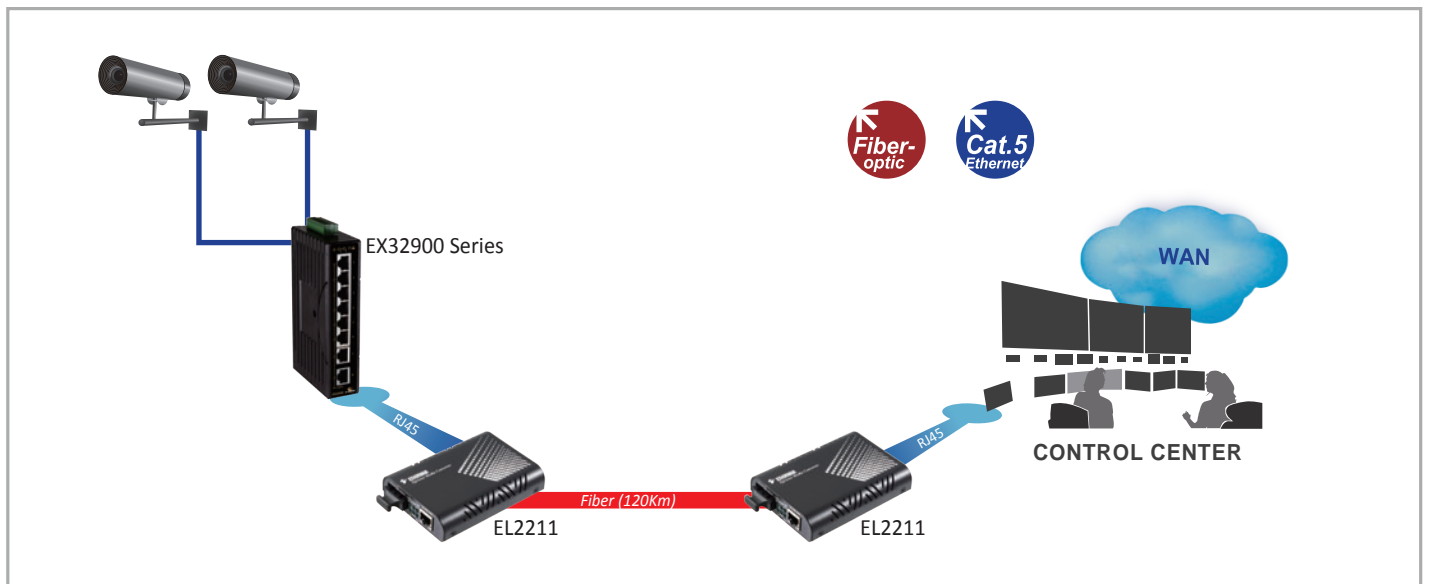 Fiber-
optic
Cat.5
Ethernet
EX32900 Series
WAN
RJ45
RJ45
CONTROL CENTER
Fiber (120Km)
EL2211
EL2211